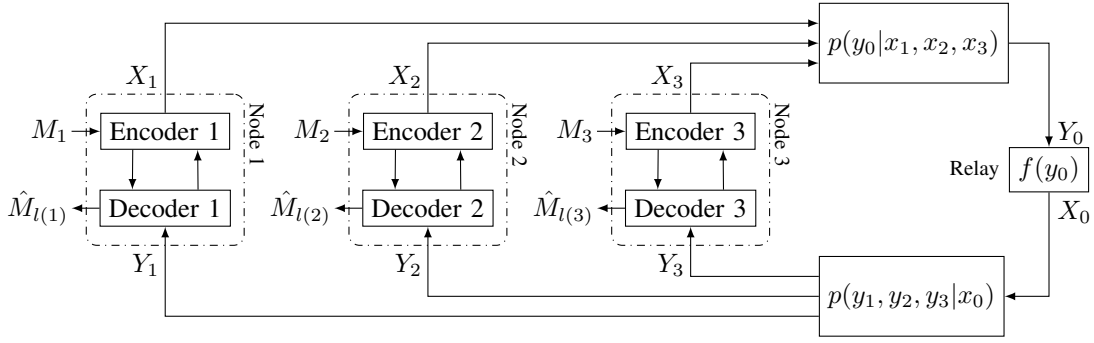 p(y₀|x₁, x₂, x₃)
X₁
X₂
X₃
M₁
Encoder 1
Node 1
M₂
Encoder 2
Node 2
M₃
Encoder 3
Node 3
Y₀
Relay
f(y₀)
M̂ₗ₍₁₎
Decoder 1
M̂ₗ₍₂₎
Decoder 2
M̂ₗ₍₃₎
Decoder 3
X₀
Y₁
Y₂
Y₃
p(y₁, y₂, y₃|x₀)